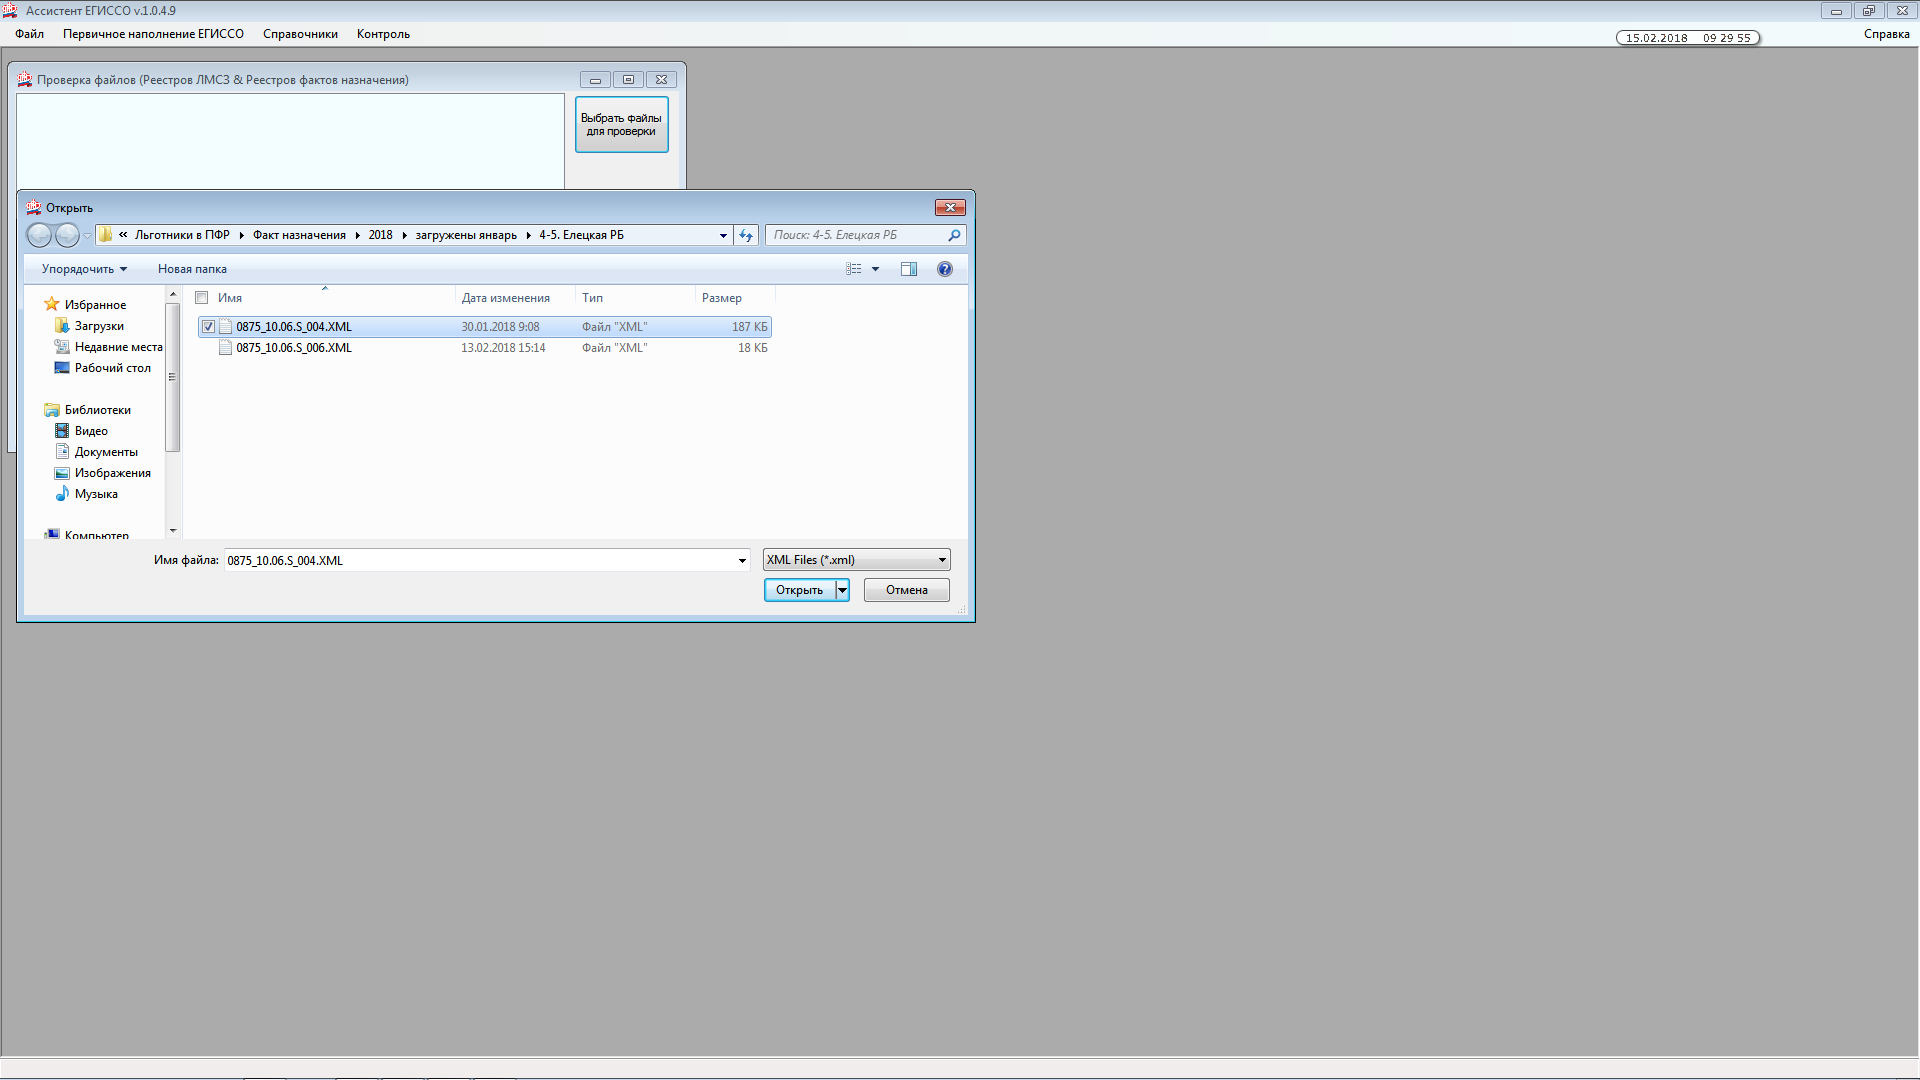 Ассистент ЕГИССО v.1.0.4.9
Файл Первичное наполнение ЕГИССО Справочники Контроль 15.02.2018 09 29 55 Справка
Проверка файлов (Реестров ЛМСЗ & Реестров фактов назначения)
Выбрать файлы
для проверки
Открыть
« Льготники в ПФР Факт назначения 2018 загружены январь 4-5. Елецкая РБ Поиск: 4-5. Елецкая РБ
Упорядочить Новая папка
Имя Дата изменения Тип Размер
Избранное
Загрузки
Недавние места
Рабочий стол
Библиотеки
Видео
Документы
Изображения
Музыка
Компьютер
0875_10.06.S_004.XML 30.01.2018 9:08 Файл "XML" 187 КБ
0875_10.06.S_006.XML 13.02.2018 15:14 Файл "XML" 18 КБ
Имя файла: 0875_10.06.S_004.XML XML Files (*.xml)
Открыть Отмена